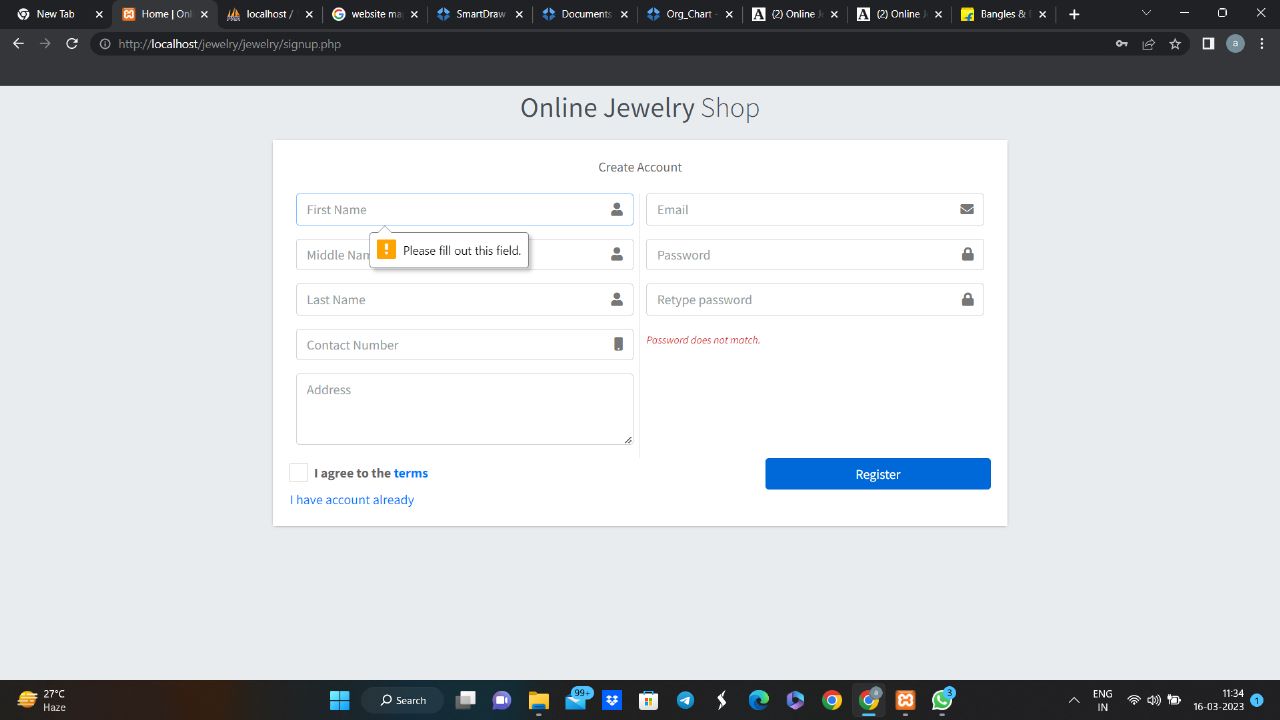 New Tab
Home | Onl
localhost /
website ma
SmartDraw
Documents
Org_Chart -
(2) Online
(2) Online J
Bangles &
http://localhost/jewelry/jewelry/signup.php
a
Online Jewelry Shop
Create Account
First Name
Email
Please fill out this field.
Middle Nam
Password
Last Name
Retype password
Contact Number
Password does not match.
Address
I agree to the terms
Register
I have account already
27°C
Haze
Search
99+
3
ENG
IN
11:34
16-03-2023
1